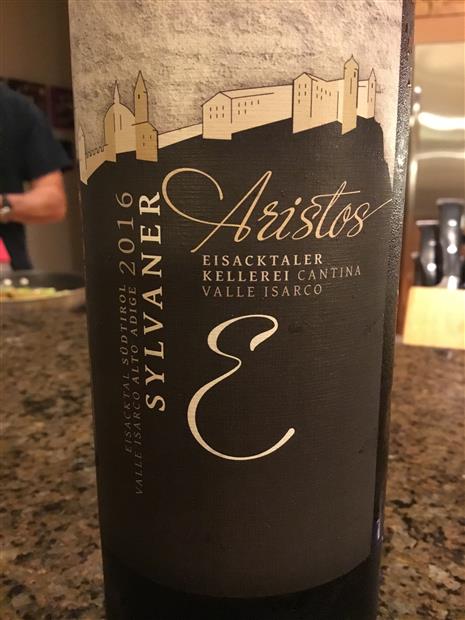 Aristos
EISACKTALER
KELLEREI CANTINA
VALLE ISARCO
E
SYLVANER 2016
EISACKTAL SÜDTIROL
VALLE ISARCO ALTO ADIGE